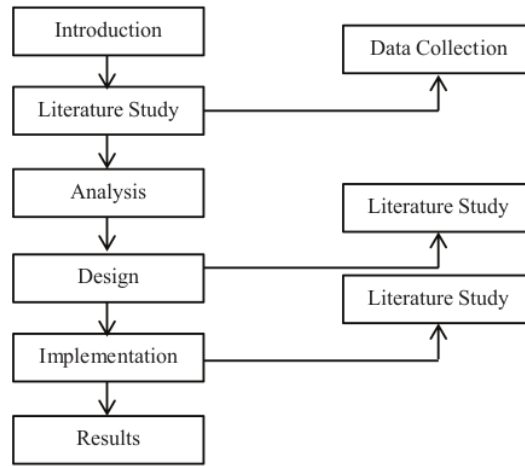 Introduction
Data Collection
Literature Study
Analysis
Literature Study
Design
Literature Study
Implementation
Results